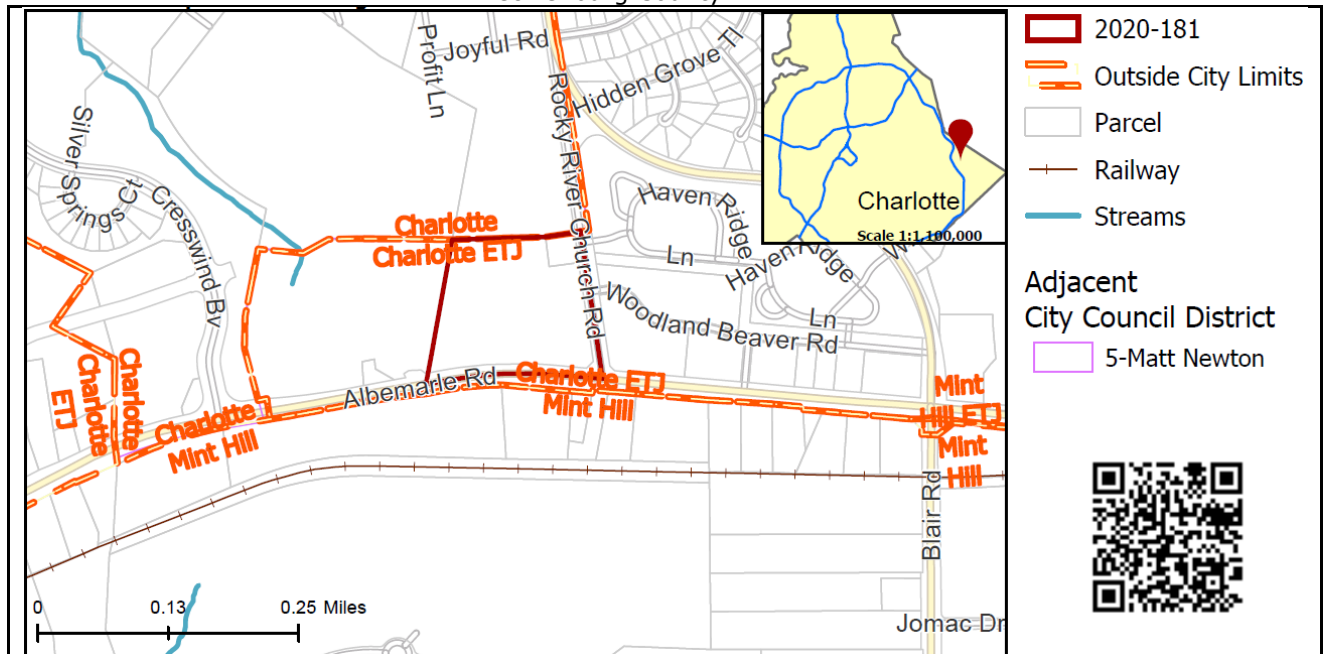 Profit Ln
Joyful Rd
Hidden Grove Tl
Rocky River Church Rd
Silver Springs Ct
Cresswind Bv
Charlotte
Charlotte ETJ
Haven Ridge
Ln
Haven Ridge
Ln
Woodland Beaver Rd
Albemarle Rd
Charlotte ETJ
Mint Hill
Charlotte
ETJ
Charlotte
Charlotte
Mint Hill
Mint
Hill ETJ
Mint
Hill
Blair Rd
Jomac Dr
0
0.13
0.25 Miles
Charlotte
Scale 1:1,100,000
2020-181
Outside City Limits
Parcel
Railway
Streams
Adjacent
City Council District
5-Matt Newton